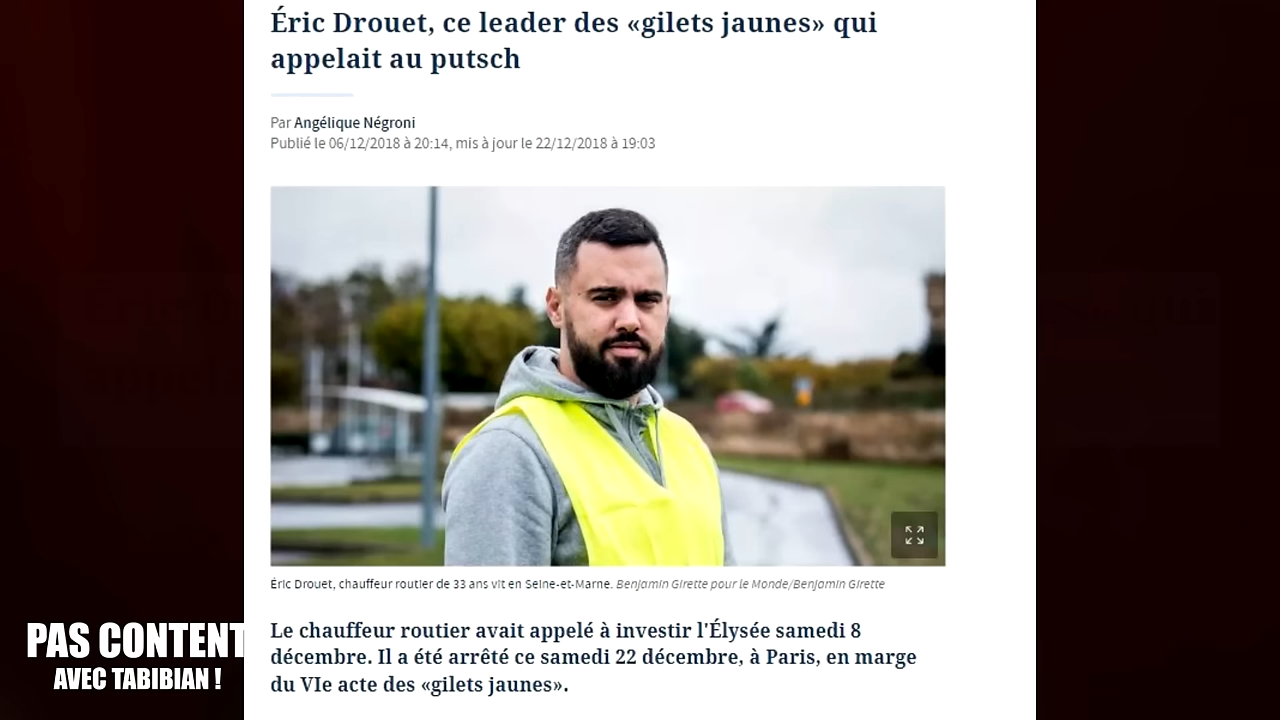 Éric Drouet, ce leader des «gilets jaunes» qui
appelait au putsch
Par Angélique Négroni
Publié le 06/12/2018 à 20:14, mis à jour le 22/12/2018 à 19:03
Éric Drouet, chauffeur routier de 33 ans vit en Seine-et-Marne. Benjamin Girette pour le Monde/Benjamin Girette
Le chauffeur routier avait appelé à investir l'Élysée samedi 8
décembre. Il a été arrêté ce samedi 22 décembre, à Paris, en marge
du VIe acte des «gilets jaunes».
PAS CONTENT
AVEC TABIBIAN !